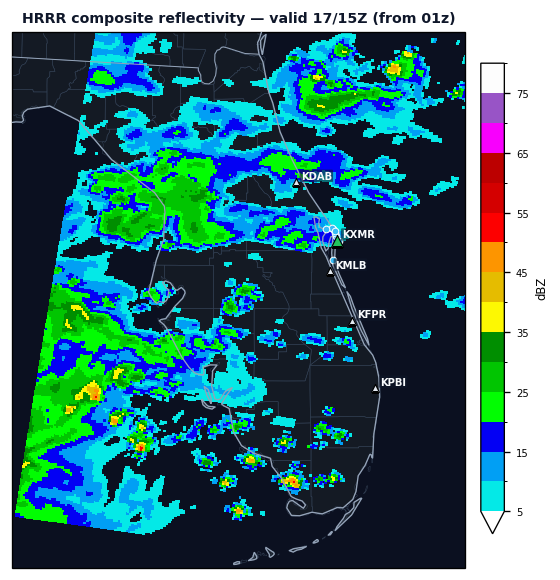 HRRR composite reflectivity — valid 17/15Z (from 01z)
KDAB
KXMR
KMLB
KFPR
KPBI
75
65
55
45
35
25
15
5
dBZ